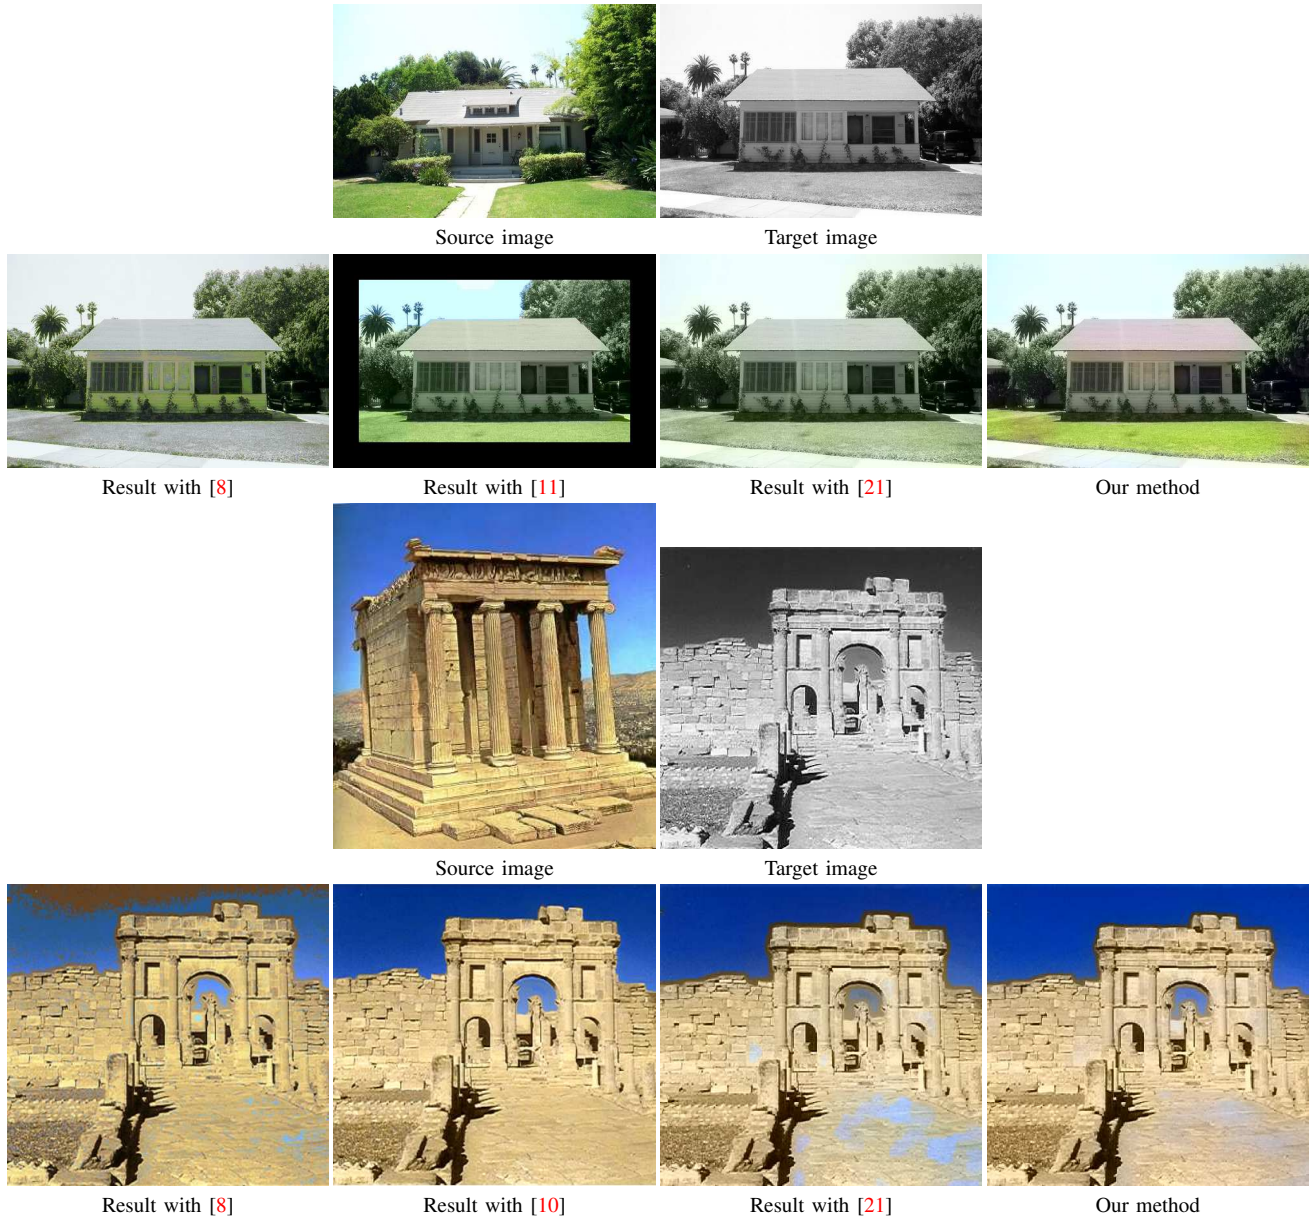 Source image
Target image
Result with [8]
Result with [11]
Result with [21]
Our method
Source image
Target image
Result with [8]
Result with [10]
Result with [21]
Our method